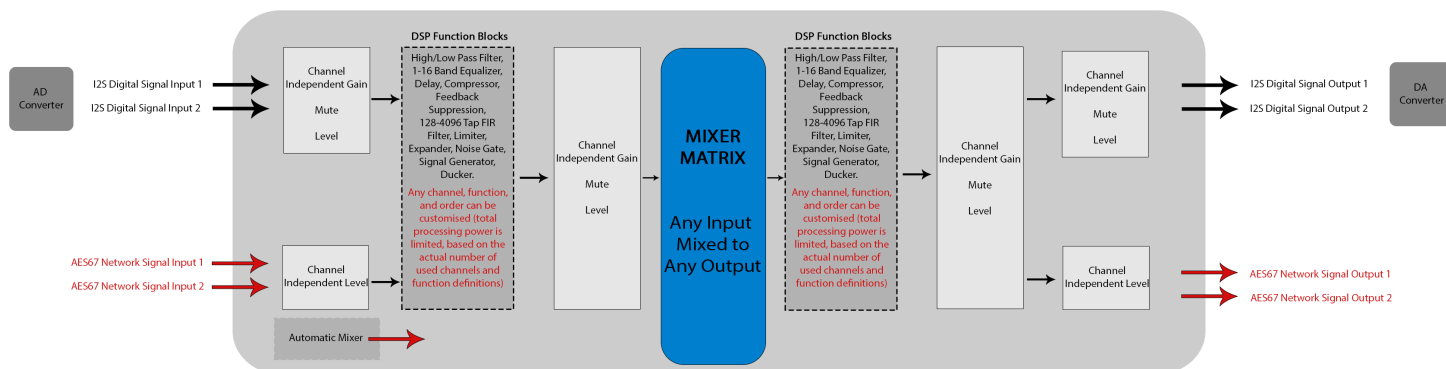 AD
Converter
I2S Digital Signal Input 1
I2S Digital Signal Input 2
AES67 Network Signal Input 1
AES67 Network Signal Input 2
Channel
Independent Gain
Mute
Level
Channel
Independent Level
Automatic Mixer
DSP Function Blocks
High/Low Pass Filter,
1-16 Band Equalizer,
Delay, Compressor,
Feedback
Suppression,
128-4096 Tap FIR
Filter, Limiter,
Expander, Noise Gate,
Signal Generator,
Ducker.
Any channel, function,
and order can be
customised (total
processing power is
limited, based on the
actual number of
used channels and
function definitions)
Channel
Independent Gain
Mute
Level
MIXER
MATRIX
Any Input
Mixed to
Any Output
DSP Function Blocks
High/Low Pass Filter,
1-16 Band Equalizer,
Delay, Compressor,
Feedback
Suppression,
128-4096 Tap FIR
Filter, Limiter,
Expander, Noise Gate,
Signal Generator,
Ducker.
Any channel, function,
and order can be
customised (total
processing power is
limited, based on the
actual number of
used channels and
function definitions)
Channel
Independent Gain
Mute
Level
Channel
Independent Gain
Mute
Level
Channel
Independent Level
I2S Digital Signal Output 1
I2S Digital Signal Output 2
AES67 Network Signal Output 1
AES67 Network Signal Output 2
DA
Converter